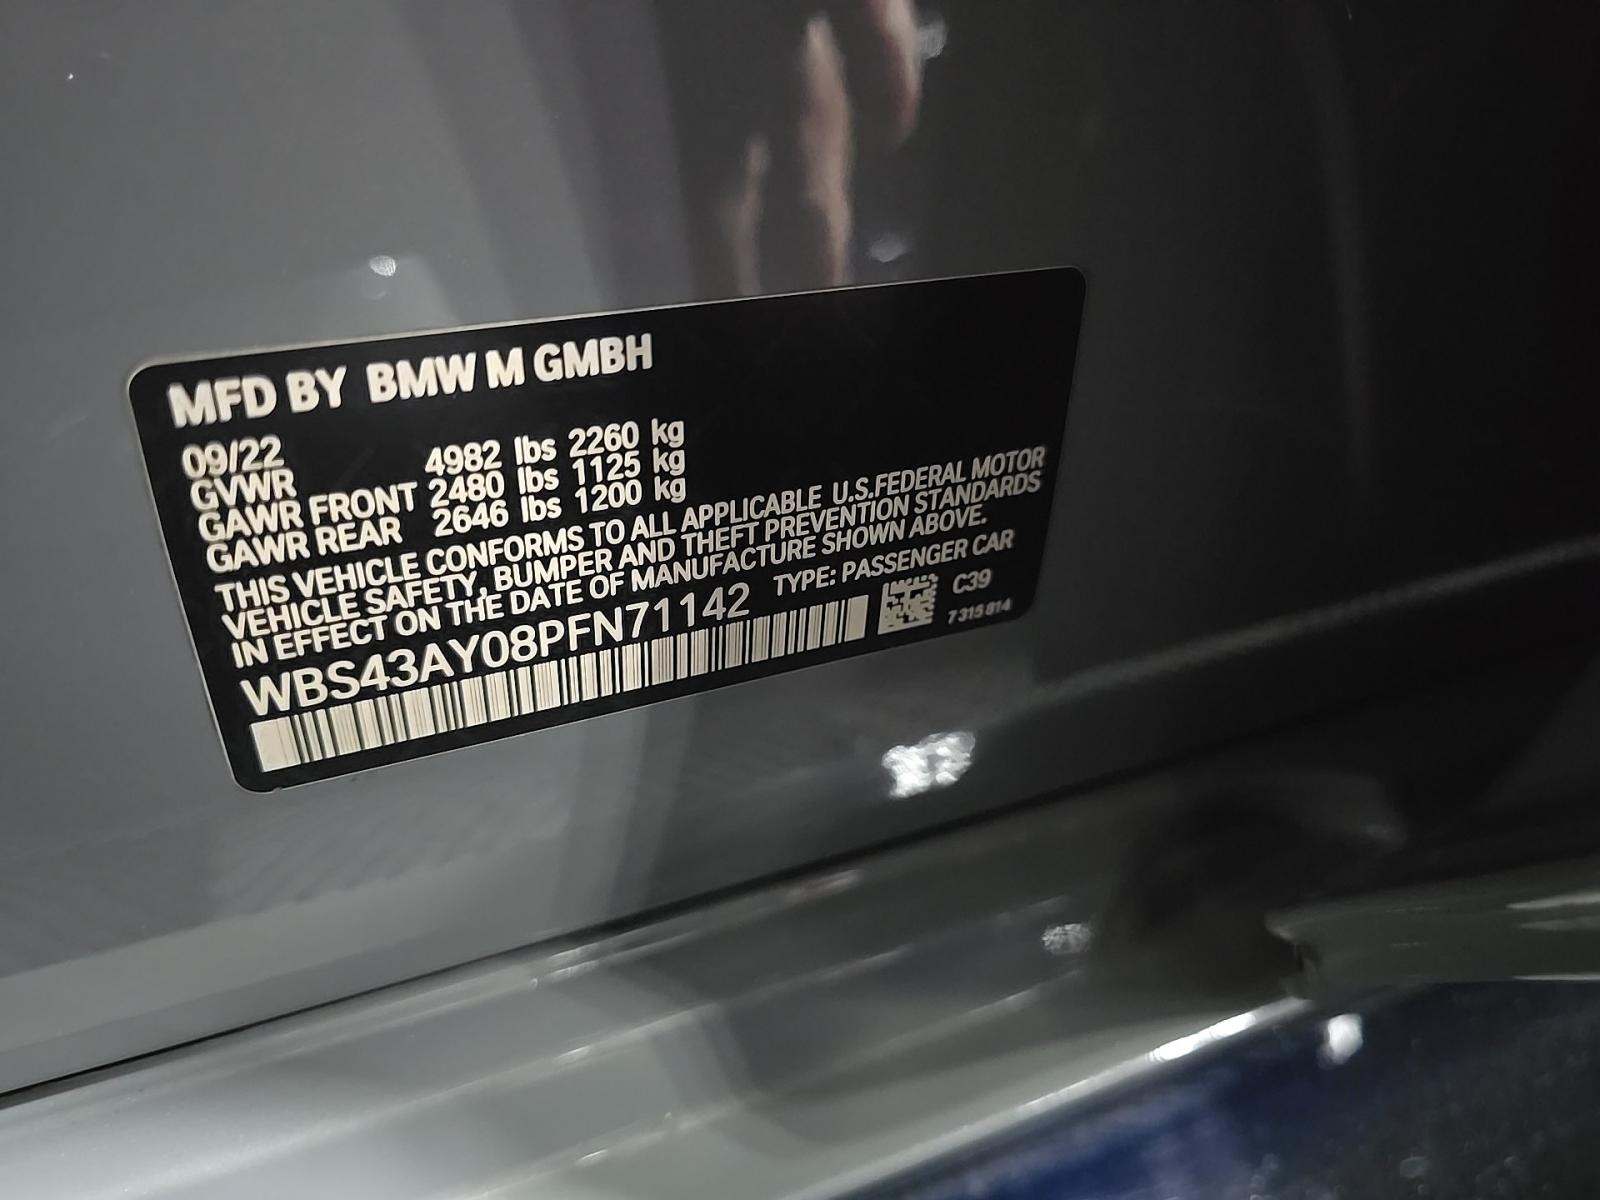 MFD BY BMW M GMBH
09/22
GVWR 4982 lbs 2260 kg
GAWR FRONT 2480 lbs 1125 kg
GAWR REAR 2646 lbs 1200 kg
THIS VEHICLE CONFORMS TO ALL APPLICABLE U.S.FEDERAL MOTOR
VEHICLE SAFETY, BUMPER AND THEFT PREVENTION STANDARDS
IN EFFECT ON THE DATE OF MANUFACTURE SHOWN ABOVE.
WBS43AY08PFN71142 TYPE: PASSENGER CAR
C39
7 315 814